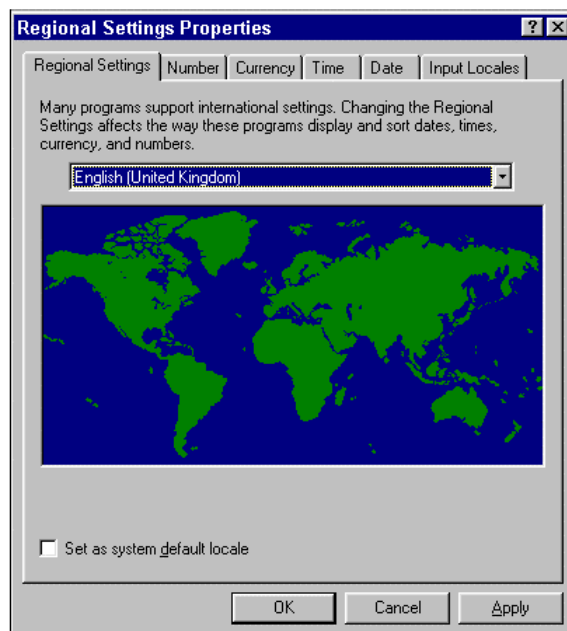 Regional Settings Properties
Regional Settings Number Currency Time Date Input Locales
Many programs support international settings. Changing the Regional
Settings affects the way these programs display and sort dates, times,
currency, and numbers.
English (United Kingdom)
Set as system default locale
OK Cancel Apply